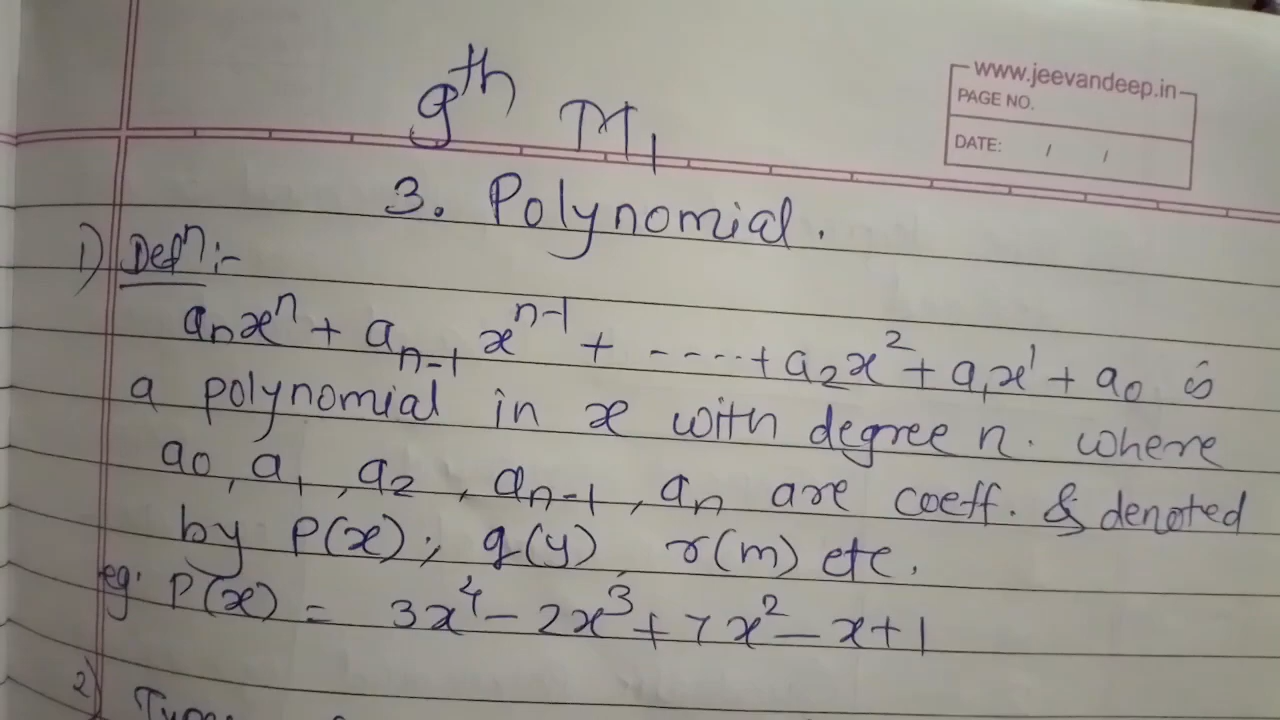 9th M1
www.jeevandeep.in
PAGE NO.
DATE: / /
3. Polynomial.
1) Defⁿ:-
aₙxⁿ + aₙ₋₁ xⁿ⁻¹ + ----·+ a₂x² + a₁x¹ + a₀ is
a polynomial in x with degree n. where
a₀, a₁, a₂, aₙ₋₁, aₙ are coeff. & denoted
by P(x); q(y), r(m) etc.
eg: P(x) = 3x⁴ - 2x³ + 7x² - x + 1
2)